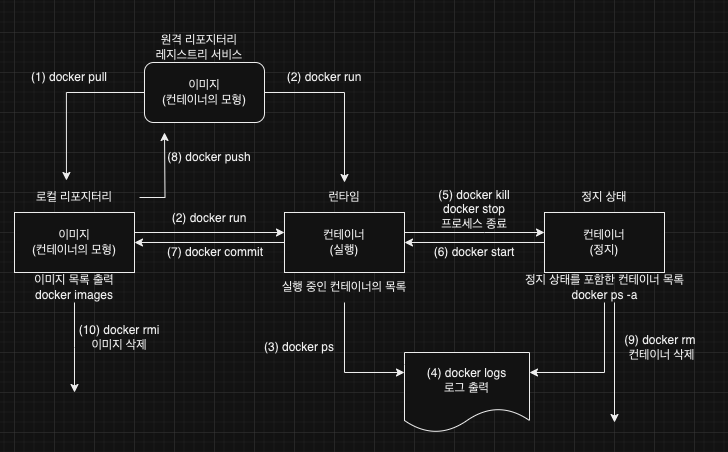 원격 리포지터리
레지스트리 서비스
(1) docker pull
이미지
(컨테이너의 모형)
(2) docker run
(8) docker push
로컬 리포지터리
런타임
(5) docker kill
docker stop
프로세스 종료
정지 상태
이미지
(컨테이너의 모형)
(2) docker run
(7) docker commit
컨테이너
(실행)
(6) docker start
컨테이너
(정지)
이미지 목록 출력
docker images
실행 중인 컨테이너의 목록
정지 상태를 포함한 컨테이너 목록
docker ps -a
(10) docker rmi
이미지 삭제
(3) docker ps
(4) docker logs
로그 출력
(9) docker rm
컨테이너 삭제